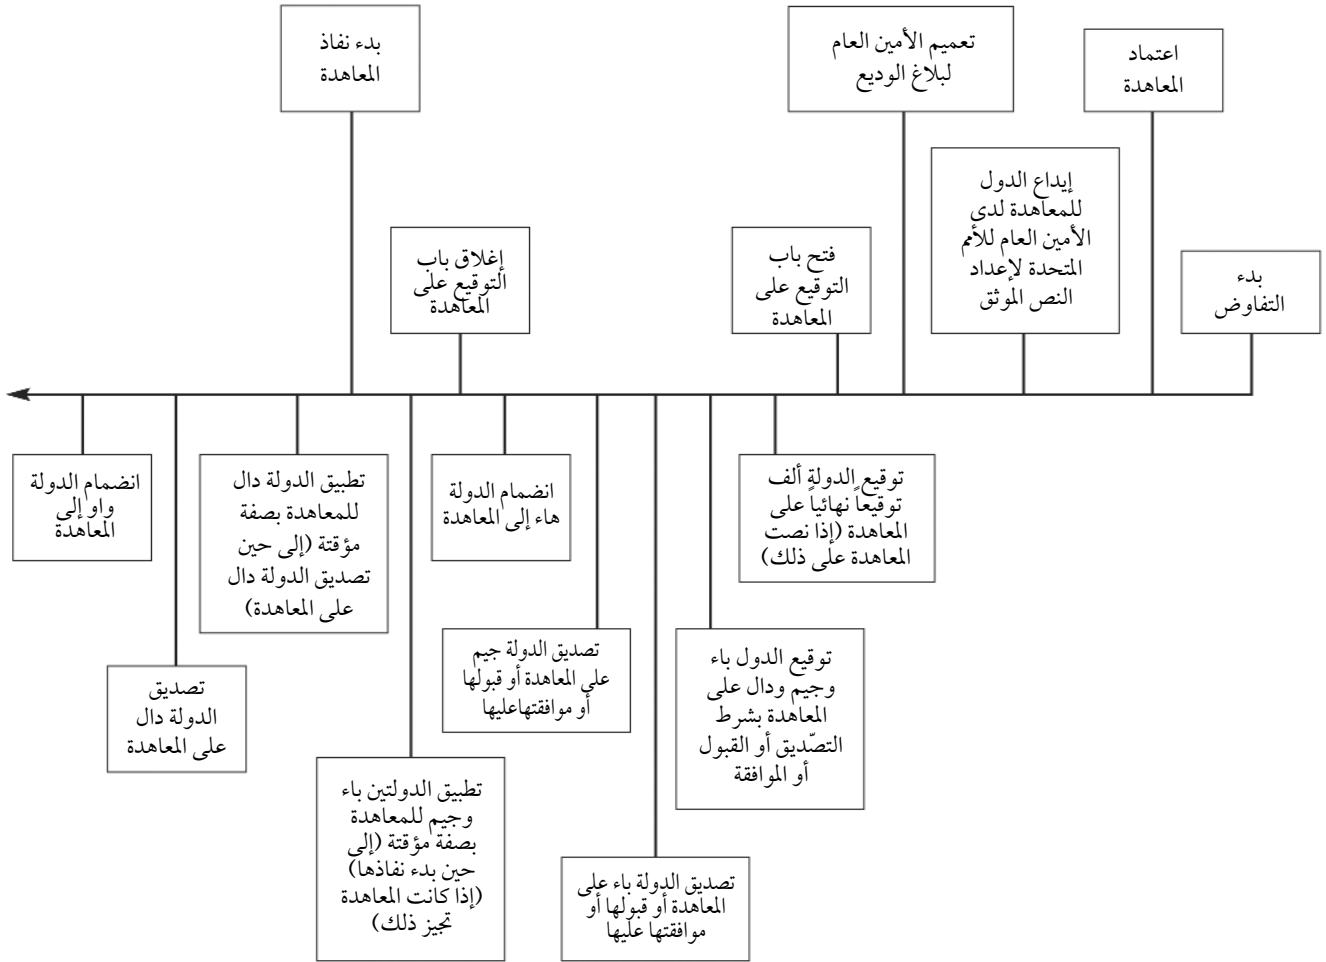 بدء
التفاوض
اعتماد
المعاهدة
إيداع الدول
للمعاهدة لدى
الأمين العام للأمم
المتحدة لإعداد
النص الموثق
تعميم الأمين العام
لبلاغ الوديع
فتح باب
التوقيع على
المعاهدة
توقيع الدولة ألف
توقيعاً نهائياً على
المعاهدة (إذا نصت
المعاهدة على ذلك)
توقيع الدول باء
وجيم ودال على
المعاهدة بشرط
التصّديق أو القبول
أو الموافقة
تصديق الدولة باء على
المعاهدة أو قبولها أو
موافقتها عليها
تصديق الدولة جيم
على المعاهدة أو قبولها
أو موافقتهاعليها
انضمام الدولة
هاء إلى المعاهدة
إغلاق باب
التوقيع على
المعاهدة
تطبيق الدولتين باء
وجيم للمعاهدة
بصفة مؤقتة (إلى
حين بدء نفاذها)
(إذا كانت المعاهدة
تجيز ذلك)
بدء نفاذ
المعاهدة
تطبيق الدولة دال
للمعاهدة بصفة
مؤقتة (إلى حين
تصديق الدولة دال
على المعاهدة)
تصديق
الدولة دال
على المعاهدة
انضمام الدولة
واو إلى
المعاهدة